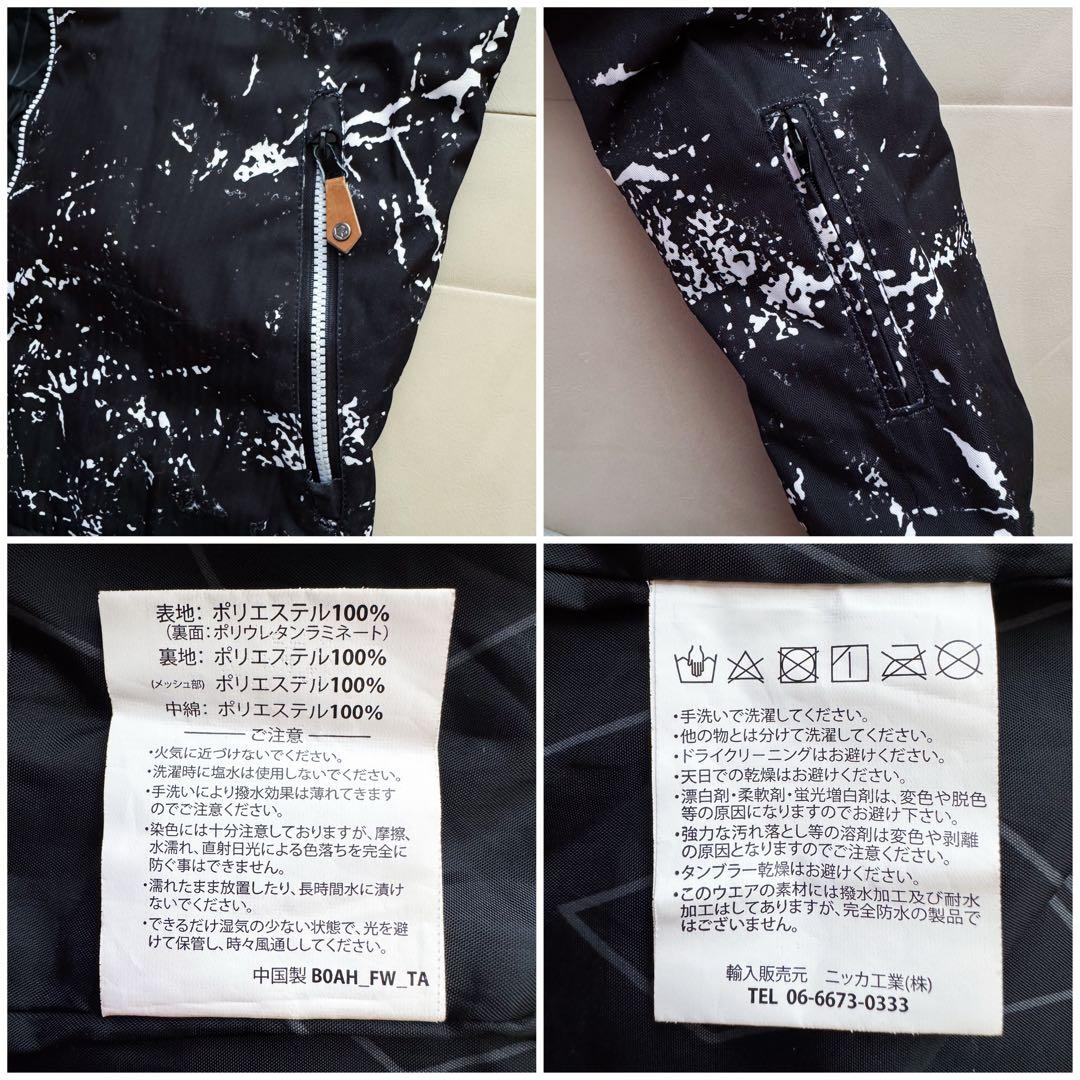 表地: ポリエステル100%
（裏面:ポリウレタンラミネート）
裏地: ポリエステル100%
(メッシュ部) ポリエステル100%
中綿: ポリエステル100%
ご注意
・火気に近づけないでください。
・洗濯時に塩水は使用しないでください。
・手洗いにより撥水効果は薄れてきます
のでご注意ください。
・染色には十分注意しておりますが、摩擦、
水濡れ、直射日光による色落ちを完全に
防ぐ事はできません。
・濡れたまま放置したり、長時間水に漬け
ないでください。
・できるだけ湿気の少ない状態で、光を避
けて保管し、時々風通ししてください。
中国製 B0AH_FW_TA
・手洗いで洗濯してください。
・他の物とは分けて洗濯してください。
・ドライクリーニングはお避けください。
・天日での乾燥はお避けください。
・漂白剤・柔軟剤・蛍光増白剤は、変色や脱色
等の原因になりますのでお避け下さい。
・強力な汚れ落とし等の溶剤は変色や剥離
の原因となりますのでご注意ください。
・タンブラー乾燥はお避けください。
・このウエアの素材には撥水加工及び耐水
加工はしてありますが、完全防水の製品で
はございません。
輸入販売元 ニッカ工業(株)
TEL 06-6673-0333